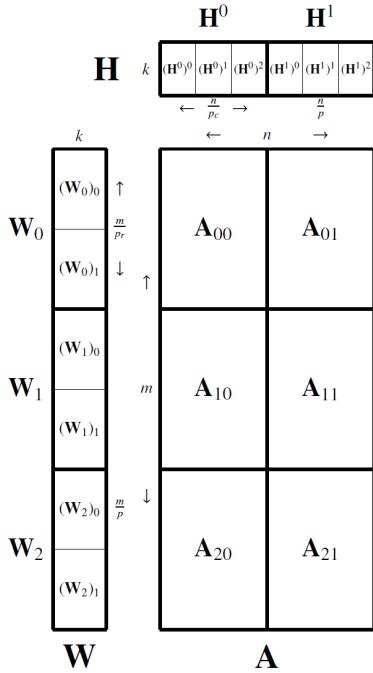 H⁰ H¹
H k (H⁰)⁰ (H⁰)¹ (H⁰)² (H¹)⁰ (H¹)¹ (H¹)²
← n/p_c → n/p
k ← n →
(W₀)₀ ↑
W₀ m/p_r A₀₀ A₀₁
(W₀)₁ ↓
↑
(W₁)₀
W₁ m A₁₀ A₁₁
(W₁)₁
(W₂)₀ m/p ↓
W₂ A₂₀ A₂₁
(W₂)₁
W A